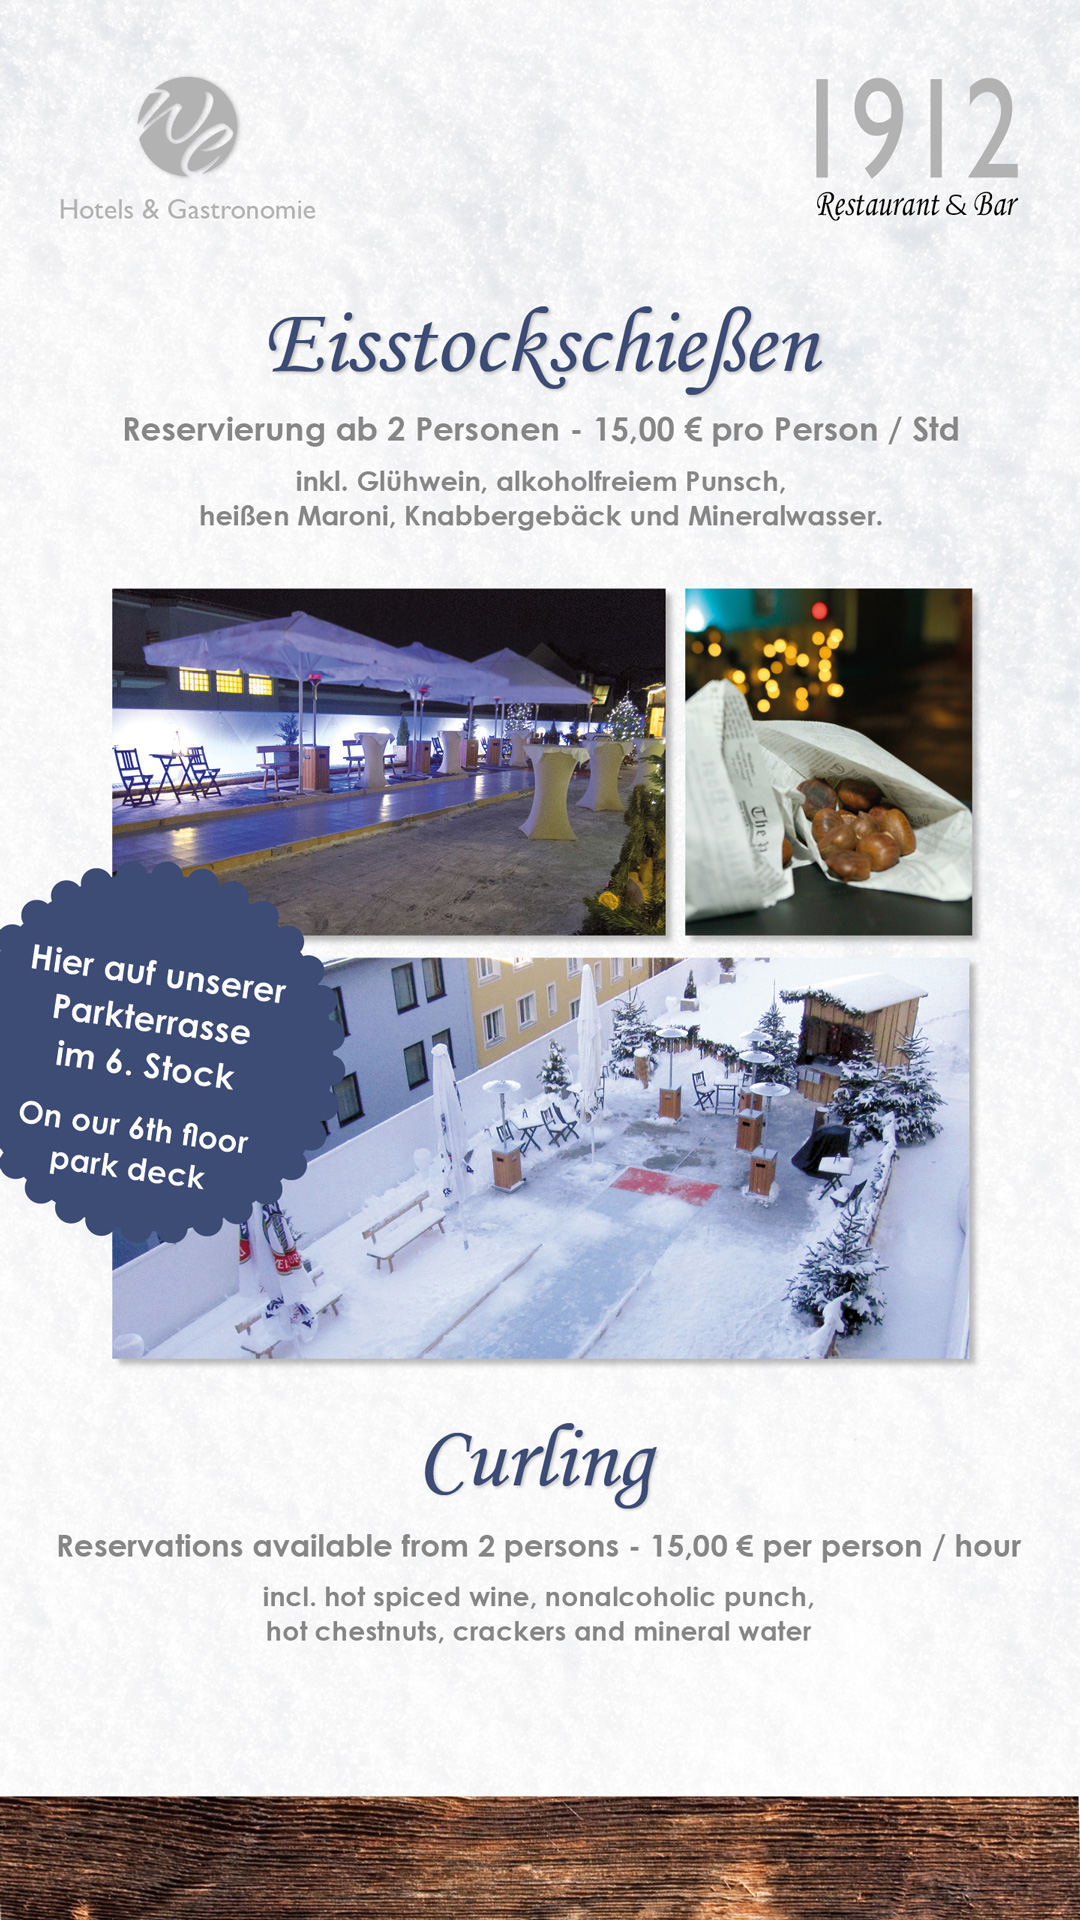 we
Hotels & Gastronomie
1912
Restaurant & Bar
Eisstockschießen
Reservierung ab 2 Personen - 15,00 € pro Person / Std
inkl. Glühwein, alkoholfreiem Punsch,
heißen Maroni, Knabbergebäck und Mineralwasser.
The
Hier auf unserer
Parkterrasse
im 6. Stock
On our 6th floor
park deck
Curling
Reservations available from 2 persons - 15,00 € per person / hour
incl. hot spiced wine, nonalcoholic punch,
hot chestnuts, crackers and mineral water